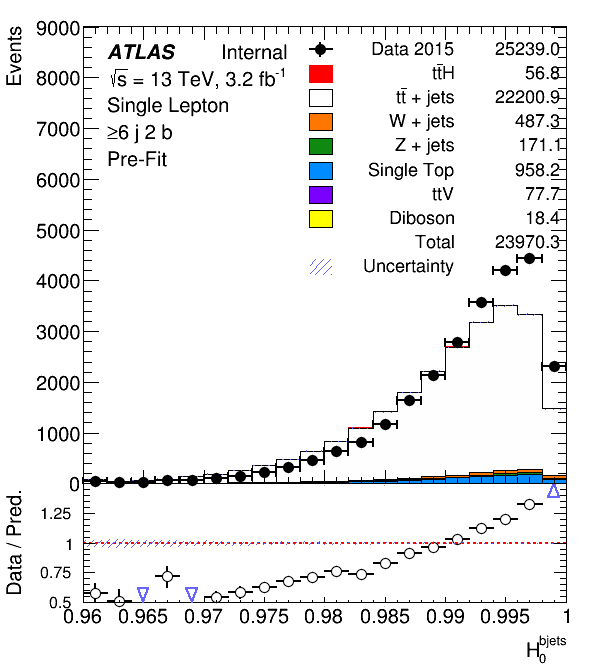 ATLAS Internal
√s = 13 TeV, 3.2 fb⁻¹
Single Lepton
≥6 j 2 b
Pre-Fit
Data 2015 25239.0
tt̄H 56.8
tt̄ + jets 22200.9
W + jets 487.3
Z + jets 171.1
Single Top 958.2
ttV 77.7
Diboson 18.4
Total 23970.3
Uncertainty
Events
9000
8000
7000
6000
5000
4000
3000
2000
1000
0
Data / Pred.
1.25
1
0.75
0.5
0.96 0.965 0.97 0.975 0.98 0.985 0.99 0.995 1
H₀^bjets